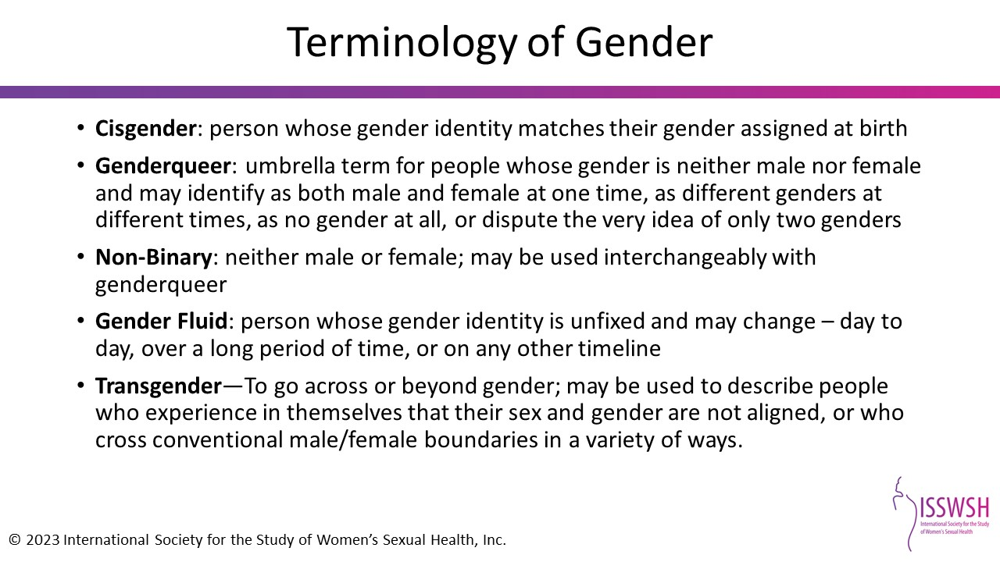 Terminology of Gender
• Cisgender: person whose gender identity matches their gender assigned at birth
• Genderqueer: umbrella term for people whose gender is neither male nor female
and may identify as both male and female at one time, as different genders at
different times, as no gender at all, or dispute the very idea of only two genders
• Non-Binary: neither male or female; may be used interchangeably with
genderqueer
• Gender Fluid: person whose gender identity is unfixed and may change – day to
day, over a long period of time, or on any other timeline
• Transgender—To go across or beyond gender; may be used to describe people
who experience in themselves that their sex and gender are not aligned, or who
cross conventional male/female boundaries in a variety of ways.
ISSWSH
International Society for the Study
of Women's Sexual Health
© 2023 International Society for the Study of Women’s Sexual Health, Inc.